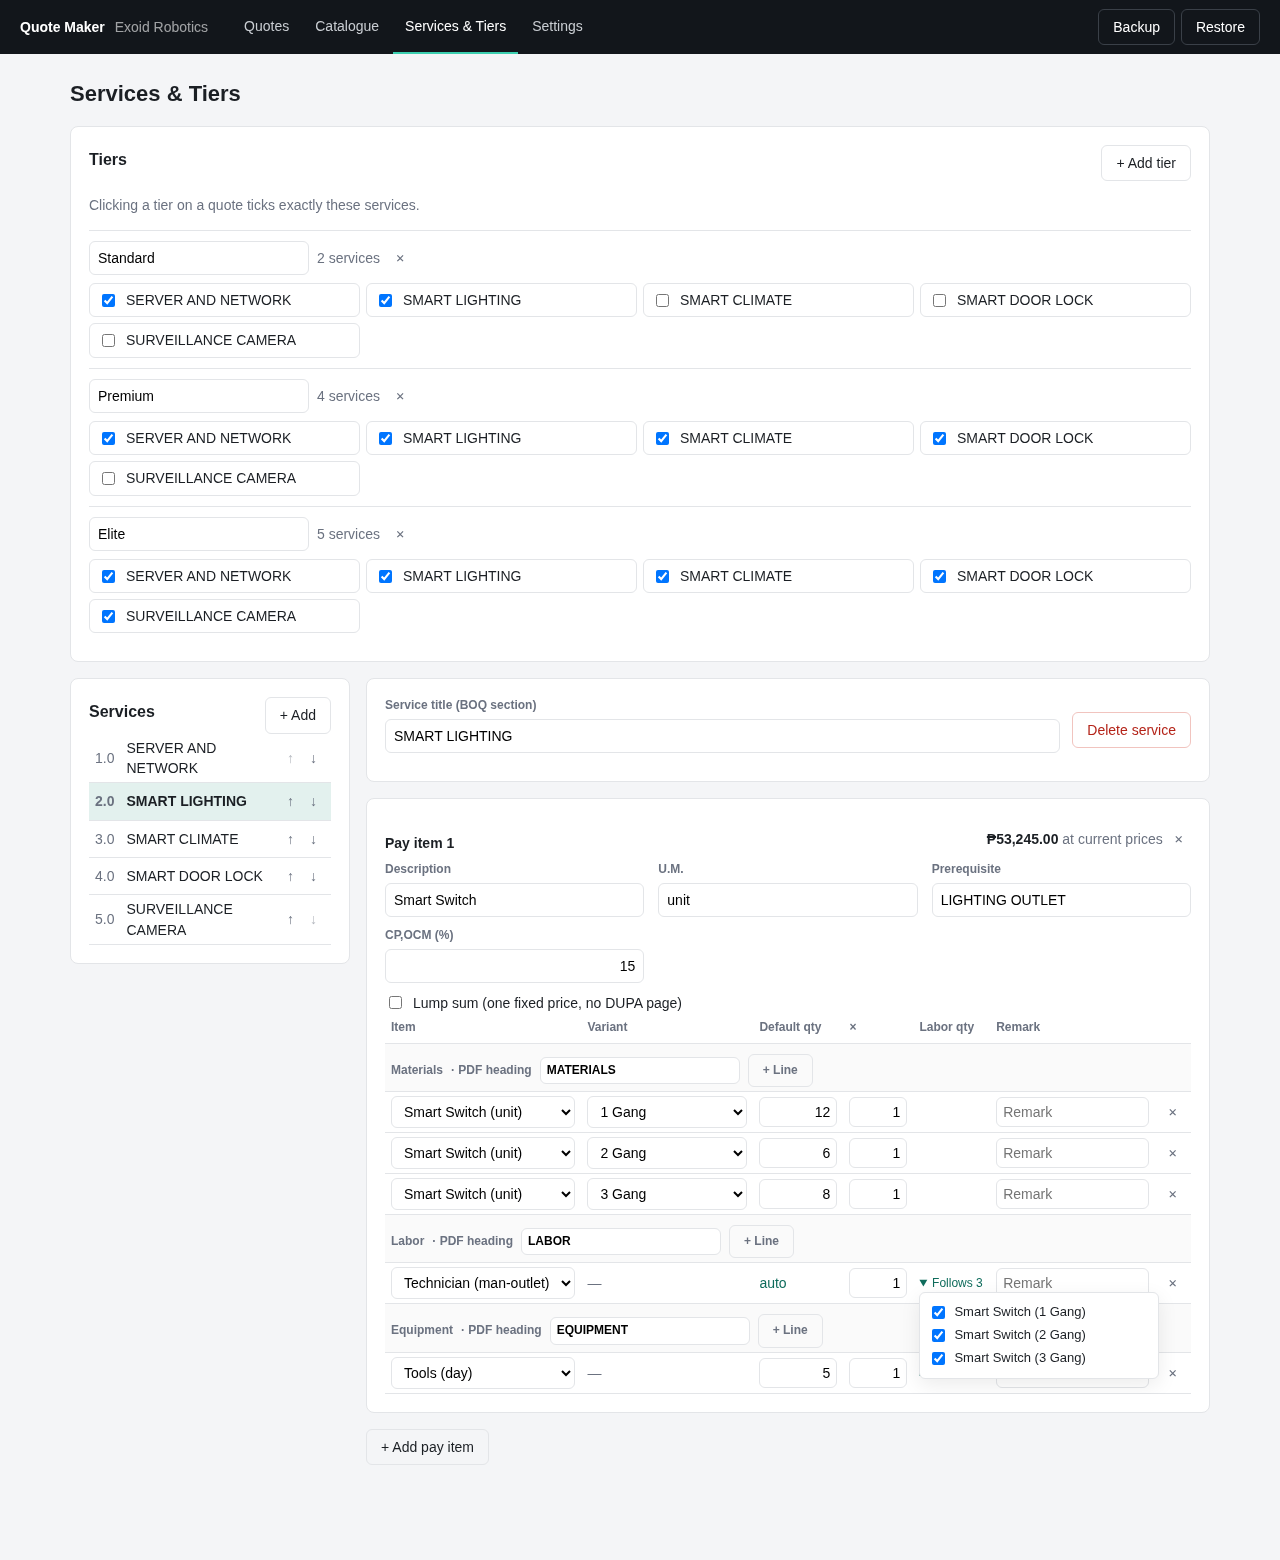 Quote Maker Exoid Robotics Quotes Catalogue Services & Tiers Settings Backup Restore
Services & Tiers
Tiers + Add tier
Clicking a tier on a quote ticks exactly these services.
Standard 2 services ×
SERVER AND NETWORK SMART LIGHTING SMART CLIMATE SMART DOOR LOCK
SURVEILLANCE CAMERA
Premium 4 services ×
SERVER AND NETWORK SMART LIGHTING SMART CLIMATE SMART DOOR LOCK
SURVEILLANCE CAMERA
Elite 5 services ×
SERVER AND NETWORK SMART LIGHTING SMART CLIMATE SMART DOOR LOCK
SURVEILLANCE CAMERA
Services + Add
1.0 SERVER AND NETWORK ↑ ↓
2.0 SMART LIGHTING ↑ ↓
3.0 SMART CLIMATE ↑ ↓
4.0 SMART DOOR LOCK ↑ ↓
5.0 SURVEILLANCE CAMERA ↑ ↓
Service title (BOQ section)
SMART LIGHTING Delete service
Pay item 1 ₱53,245.00 at current prices ×
Description U.M. Prerequisite
Smart Switch unit LIGHTING OUTLET
CP,OCM (%)
15
Lump sum (one fixed price, no DUPA page)
Item Variant Default qty × Labor qty Remark
Materials · PDF heading MATERIALS + Line
Smart Switch (unit) 1 Gang 12 1 Remark ×
Smart Switch (unit) 2 Gang 6 1 Remark ×
Smart Switch (unit) 3 Gang 8 1 Remark ×
Labor · PDF heading LABOR + Line
Technician (man-outlet) — auto 1 ▼ Follows 3 Remark ×
Smart Switch (1 Gang)
Smart Switch (2 Gang)
Smart Switch (3 Gang)
Equipment · PDF heading EQUIPMENT + Line
Tools (day) — 5 1 ×
+ Add pay item